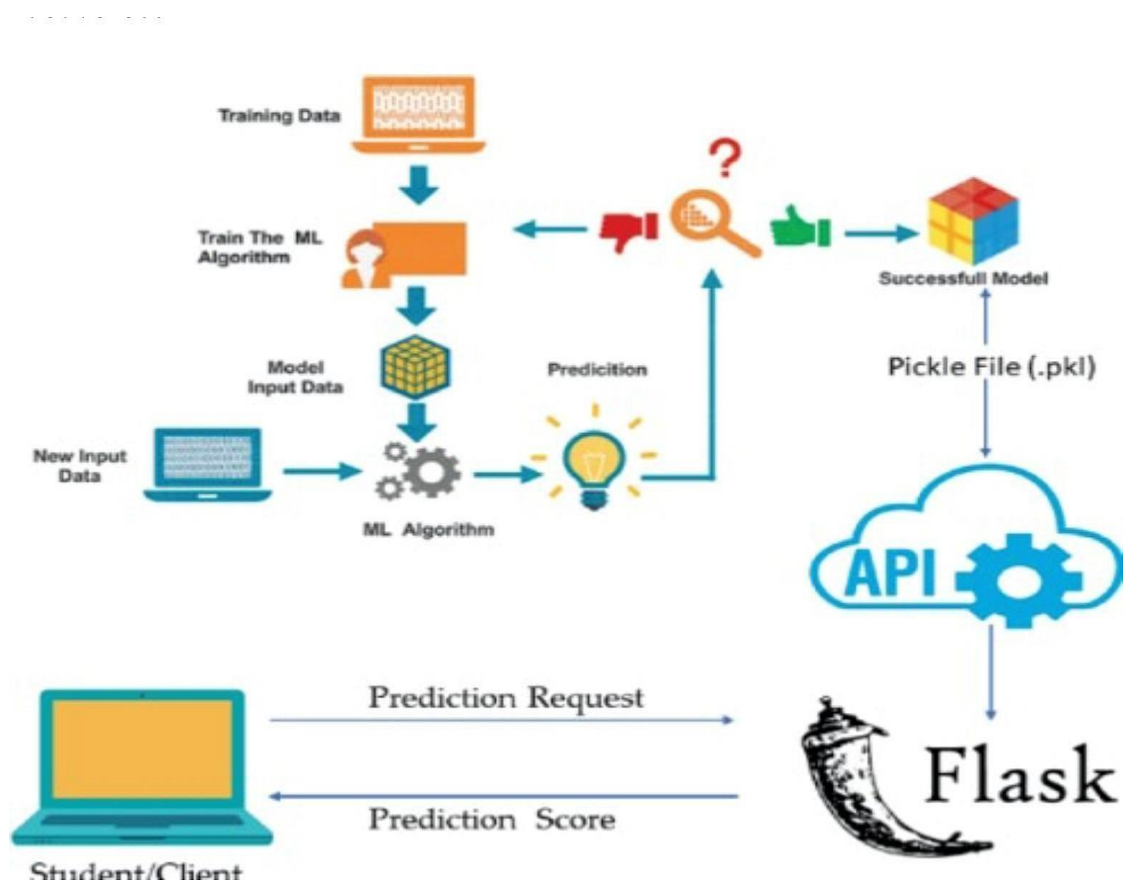 Training Data
?
Train The ML
Algorithm
Successfull Model
Model
Input Data
Predicition
Pickle File (.pkl)
New Input
Data
ML Algorithm
API
Prediction Request
Flask
Prediction Score
Student/Client